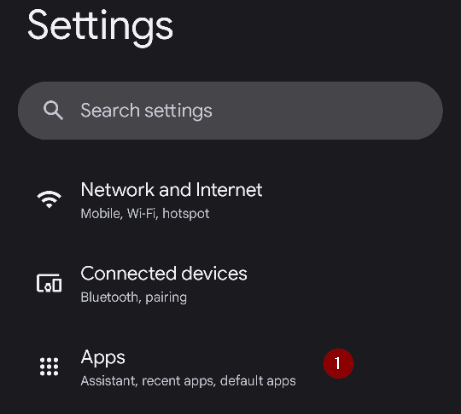 Settings
Search settings
Network and Internet
Mobile, Wi-Fi, hotspot
Connected devices
Bluetooth, pairing
Apps
1
Assistant, recent apps, default apps